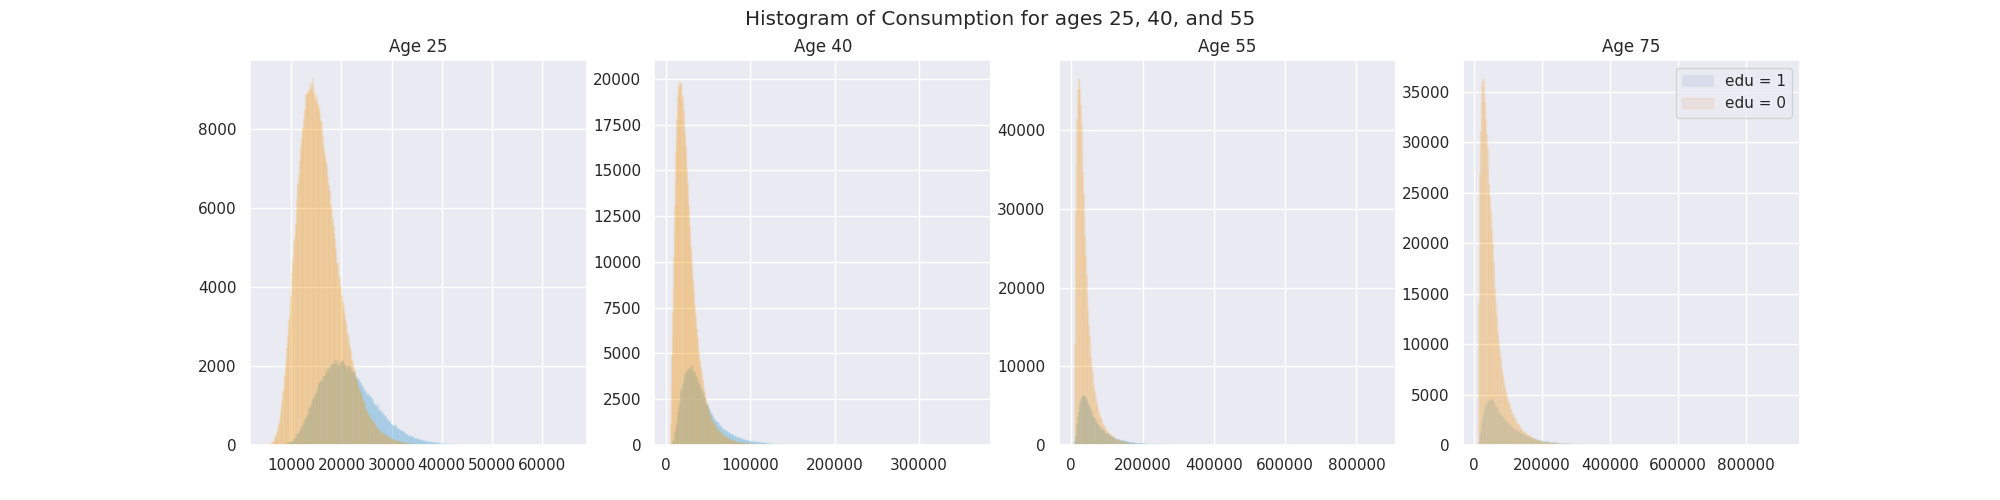 Histogram of Consumption for ages 25, 40, and 55
Age 25
8000
6000
4000
2000
0
10000 20000 30000 40000 50000 60000
Age 40
20000
17500
15000
12500
10000
7500
5000
2500
0
0 100000 200000 300000
Age 55
40000
30000
20000
10000
0
0 200000 400000 600000 800000
Age 75
edu = 1
edu = 0
35000
30000
25000
20000
15000
10000
5000
0
0 200000 400000 600000 800000